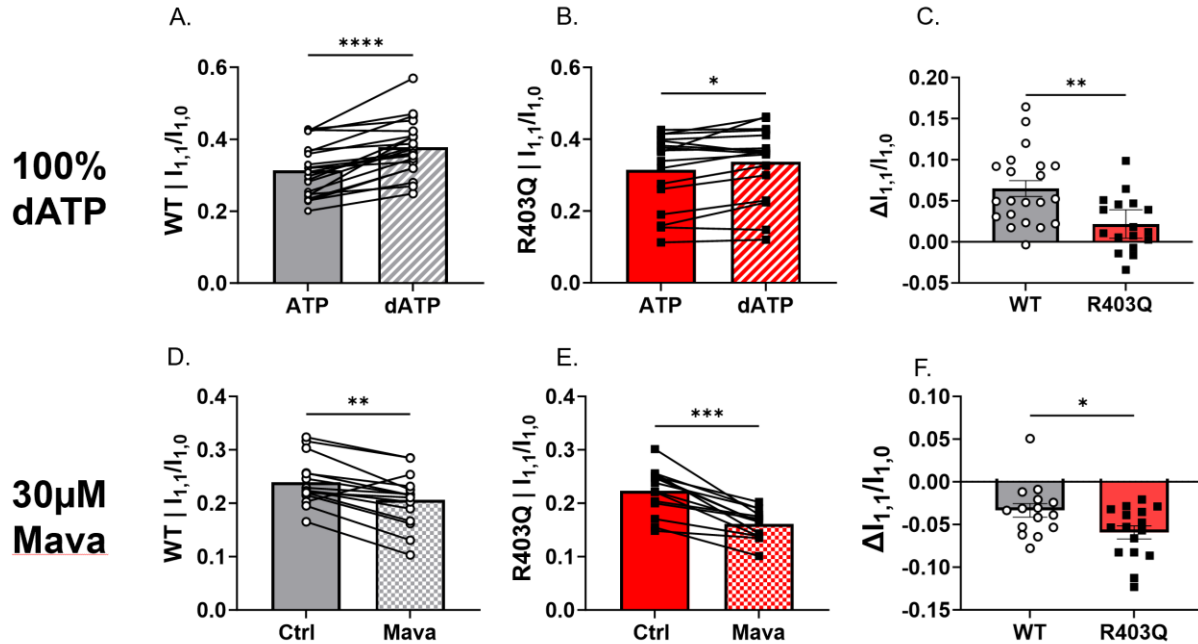 A.
B.
C.
100%
dATP
WT | I1,1/I1,0
0.6
0.4
0.2
0.0
****
ATP
dATP
R403Q | I1,1/I1,0
0.6
0.4
0.2
0.0
*
ATP
dATP
ΔI1,1/I1,0
0.20
0.15
0.10
0.05
0.00
-0.05
**
WT
R403Q
D.
E.
F.
30µM
Mava
WT | I1,1/I1,0
0.4
0.3
0.2
0.1
0.0
**
Ctrl
Mava
R403Q | I1,1/I1,0
0.4
0.3
0.2
0.1
0.0
***
Ctrl
Mava
ΔI1,1/I1,0
0.10
0.05
0.00
-0.05
-0.10
-0.15
*
WT
R403Q